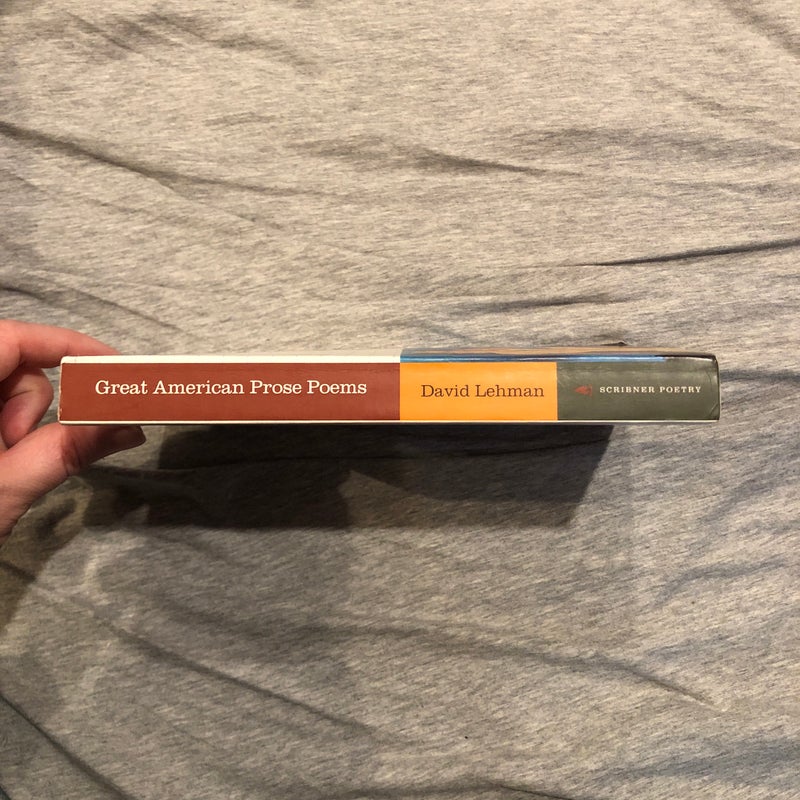 Great American Prose Poems
David Lehman
SCRIBNER POETRY